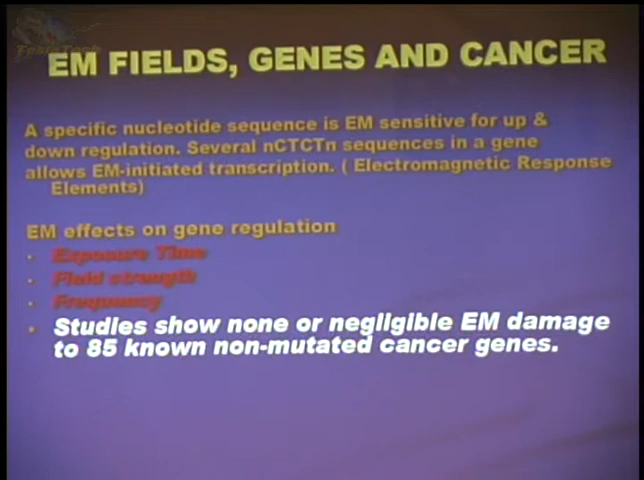 EM FIELDS, GENES AND CANCER
A specific nucleotide sequence is EM sensitive for up &
down regulation. Several nCTCTn sequences in a gene
allows EM-initiated transcription. ( Electromagnetic Response
Elements)
EM effects on gene regulation
• Exposure Time
• Field strength
• Frequency
• Studies show none or negligible EM damage
to 85 known non-mutated cancer genes.